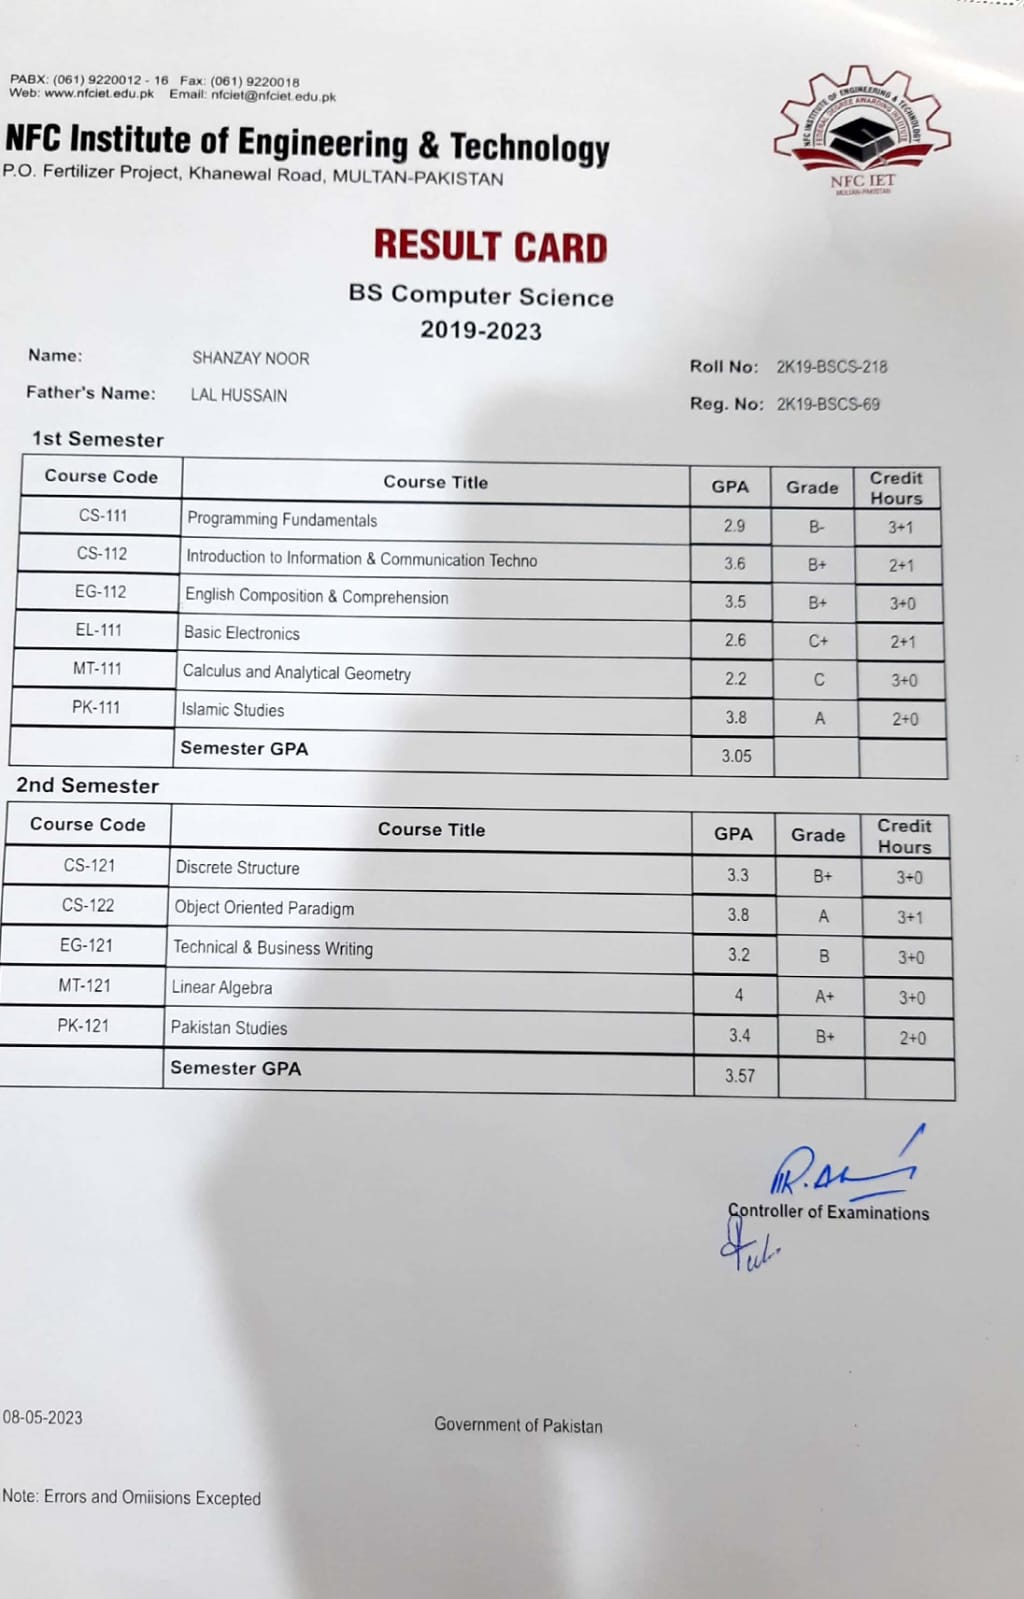 PABX: (061) 9220012 - 16 Fax: (061) 9220018
Web: www.nfciet.edu.pk Email: nfciet@nfciet.edu.pk
NFC Institute of Engineering & Technology
P.O. Fertilizer Project, Khanewal Road, MULTAN-PAKISTAN
NFC INSTITUTE OF ENGINEERING & TECHNOLOGY
FEDERAL DEGREE AWARDING INSTITUTE
NFC IET
MULTAN-PAKISTAN
RESULT CARD
BS Computer Science
2019-2023
Name: SHANZAY NOOR Roll No: 2K19-BSCS-218
Father's Name: LAL HUSSAIN Reg. No: 2K19-BSCS-69
1st Semester
Course Code Course Title GPA Grade Credit Hours
CS-111 Programming Fundamentals 2.9 B- 3+1
CS-112 Introduction to Information & Communication Techno 3.6 B+ 2+1
EG-112 English Composition & Comprehension 3.5 B+ 3+0
EL-111 Basic Electronics 2.6 C+ 2+1
MT-111 Calculus and Analytical Geometry 2.2 C 3+0
PK-111 Islamic Studies 3.8 A 2+0
Semester GPA 3.05
2nd Semester
Course Code Course Title GPA Grade Credit Hours
CS-121 Discrete Structure 3.3 B+ 3+0
CS-122 Object Oriented Paradigm 3.8 A 3+1
EG-121 Technical & Business Writing 3.2 B 3+0
MT-121 Linear Algebra 4 A+ 3+0
PK-121 Pakistan Studies 3.4 B+ 2+0
Semester GPA 3.57
Controller of Examinations
08-05-2023
Government of Pakistan
Note: Errors and Omiisions Excepted